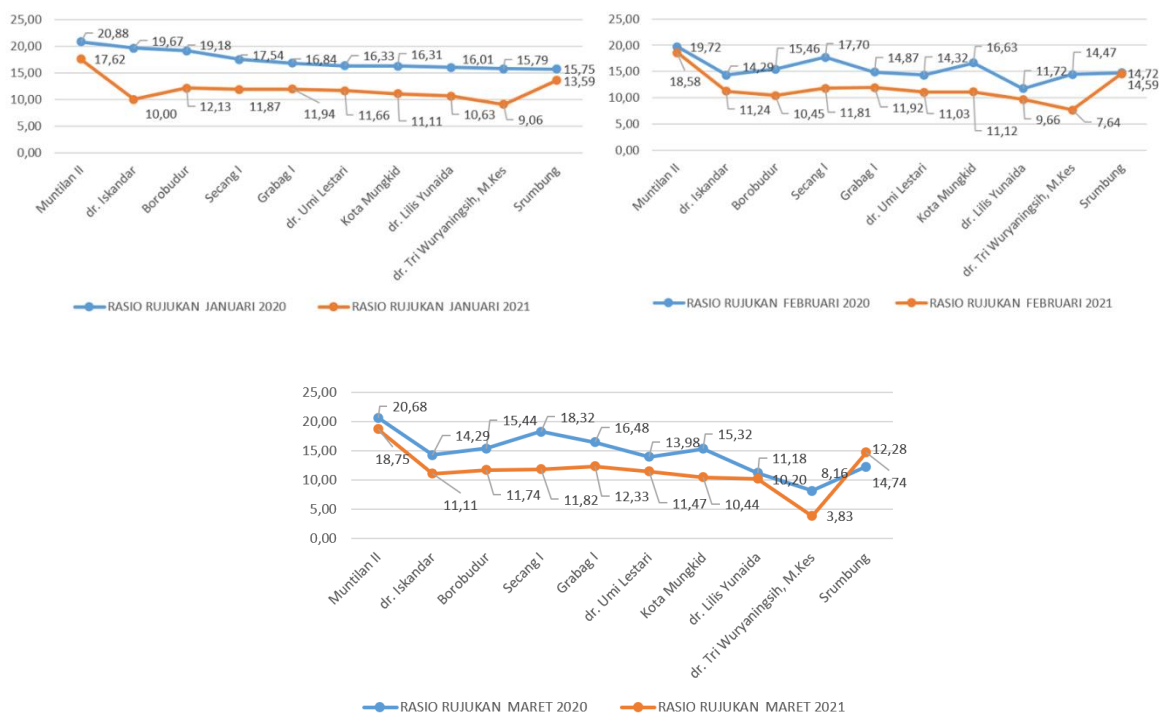 25,00
20,00
15,00
10,00
5,00
0,00
20,88 19,67 19,18 17,54 16,84 16,33 16,31 16,01 15,79 15,75
17,62 10,00 12,13 11,87 11,94 11,66 11,11 10,63 9,06 13,59
Muntilan II
dr. Iskandar
Borobudur
Secang I
Grabag I
dr. Umi Lestari
Kota Mungkid
dr. Lilis Yunaida
dr. Tri Wuryaningsih, M.Kes
Srumbung
RASIO RUJUKAN JANUARI 2020 RASIO RUJUKAN JANUARI 2021
25,00
20,00
15,00
10,00
5,00
0,00
19,72 14,29 15,46 17,70 14,87 14,32 16,63 11,72 14,47 14,72
18,58 11,24 10,45 11,81 11,92 11,03 11,12 9,66 7,64 14,59
Muntilan II
dr. Iskandar
Borobudur
Secang I
Grabag I
dr. Umi Lestari
Kota Mungkid
dr. Lilis Yunaida
dr. Tri Wuryaningsih, M.Kes
Srumbung
RASIO RUJUKAN FEBRUARI 2020 RASIO RUJUKAN FEBRUARI 2021
25,00
20,00
15,00
10,00
5,00
0,00
20,68 14,29 15,44 18,32 16,48 13,98 15,32 11,18 8,16 12,28
18,75 11,11 11,74 11,82 12,33 11,47 10,44 10,20 3,83 14,74
Muntilan II
dr. Iskandar
Borobudur
Secang I
Grabag I
dr. Umi Lestari
Kota Mungkid
dr. Lilis Yunaida
dr. Tri Wuryaningsih, M.Kes
Srumbung
RASIO RUJUKAN MARET 2020 RASIO RUJUKAN MARET 2021